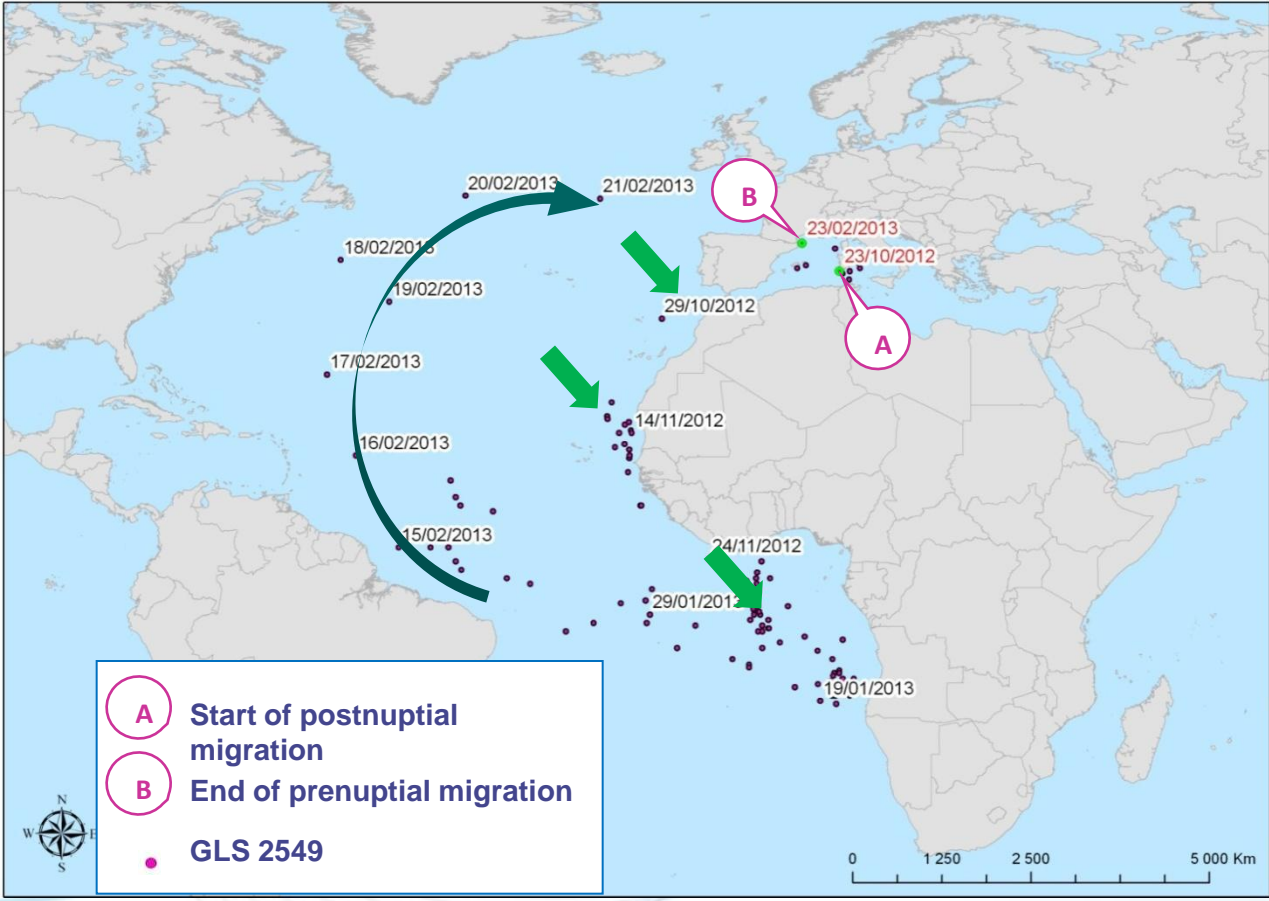 20/02/2013
21/02/2013
B
23/02/2013
18/02/2013
23/10/2012
19/02/2013
29/10/2012
A
17/02/2013
14/11/2012
16/02/2013
15/02/2013
24/11/2012
29/01/2013
19/01/2013
A Start of postnuptial
migration
B End of prenuptial migration
GLS 2549
N
W E
S
0 1 250 2 500 5 000 Km